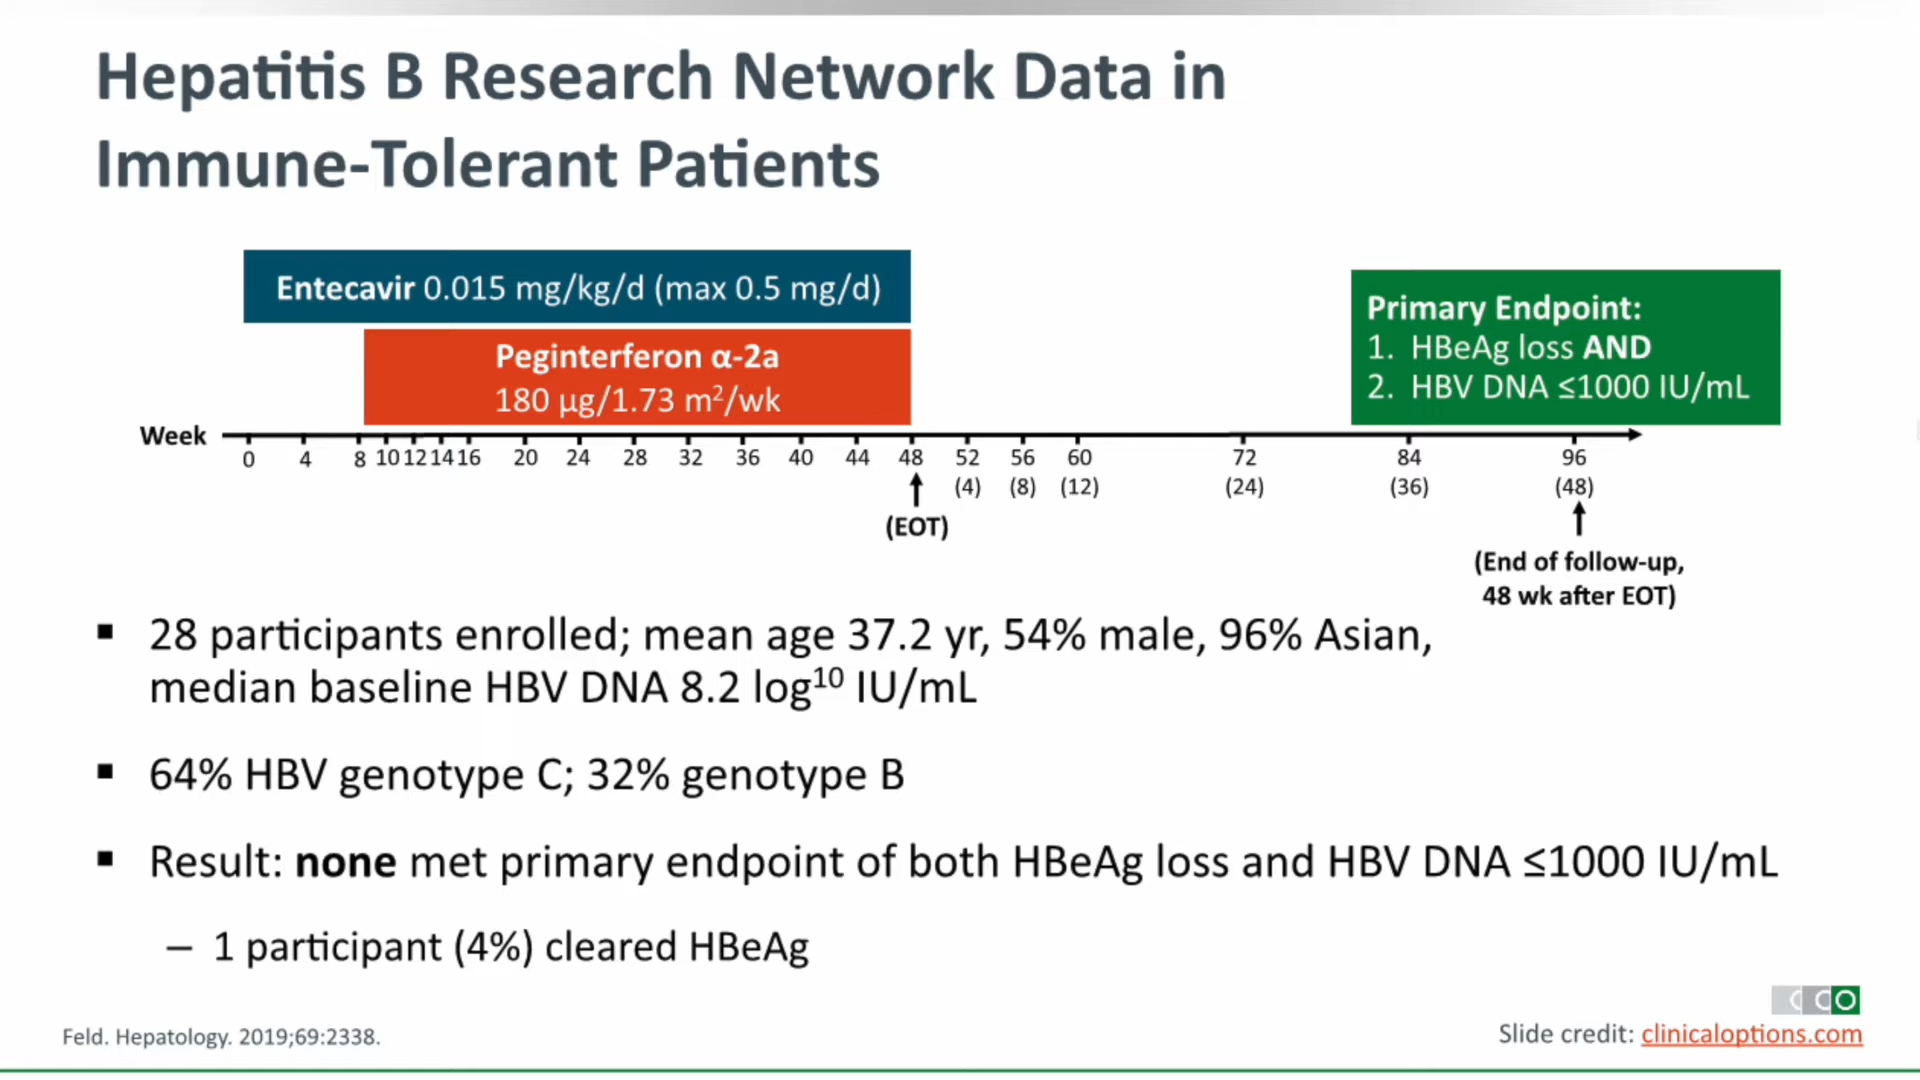 Hepatitis B Research Network Data in
Immune-Tolerant Patients
Entecavir 0.015 mg/kg/d (max 0.5 mg/d)
Peginterferon α-2a
180 µg/1.73 m²/wk
Primary Endpoint:
1. HBeAg loss AND
2. HBV DNA ≤1000 IU/mL
Week
0 4 8 10 12 14 16 20 24 28 32 36 40 44 48 52 56 60 72 84 96
(4) (8) (12) (24) (36) (48)
(EOT)
(End of follow-up,
48 wk after EOT)
▪ 28 participants enrolled; mean age 37.2 yr, 54% male, 96% Asian,
median baseline HBV DNA 8.2 log¹⁰ IU/mL
▪ 64% HBV genotype C; 32% genotype B
▪ Result: none met primary endpoint of both HBeAg loss and HBV DNA ≤1000 IU/mL
– 1 participant (4%) cleared HBeAg
CCO
Feld. Hepatology. 2019;69:2338.
Slide credit: clinicaloptions.com